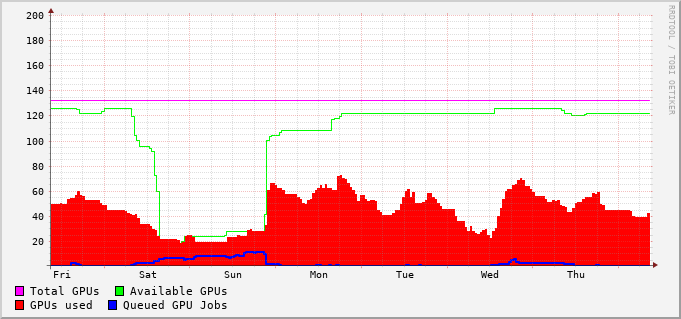 200
180
160
140
120
100
80
60
40
20
Fri Sat Sun Mon Tue Wed Thu
Total GPUs Available GPUs
GPUs used Queued GPU Jobs
RRDTOOL / TOBI OETIKER